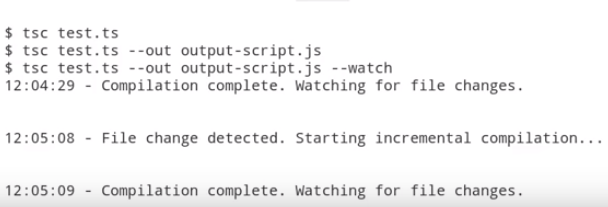 $ tsc test.ts
$ tsc test.ts --out output-script.js
$ tsc test.ts --out output-script.js --watch
12:04:29 - Compilation complete. Watching for file changes.
12:05:08 - File change detected. Starting incremental compilation...
12:05:09 - Compilation complete. Watching for file changes.